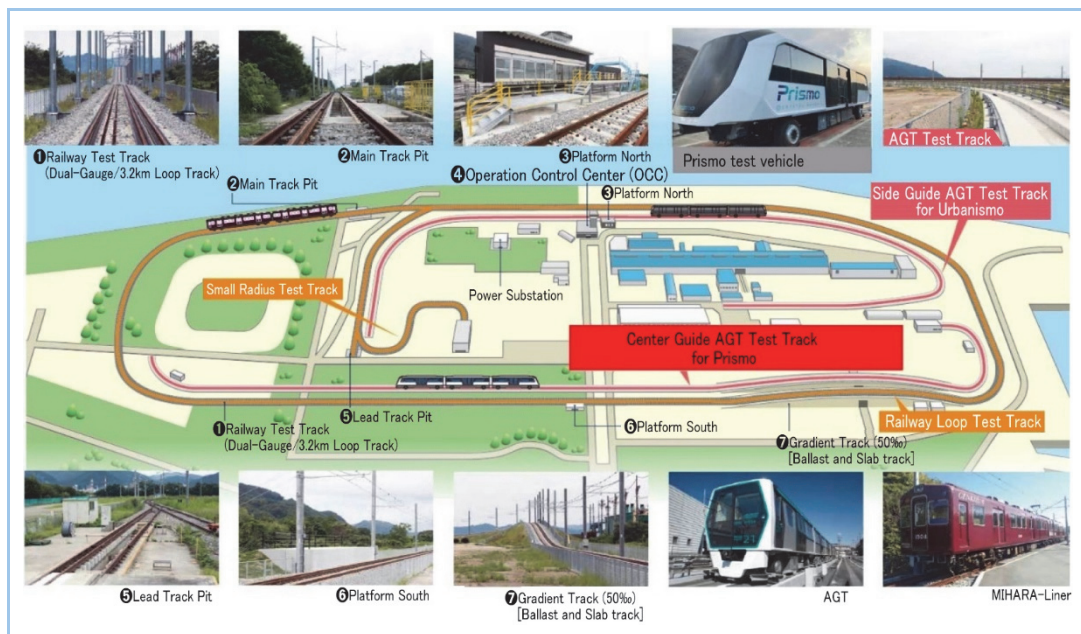 Prismo
❶Railway Test Track
(Dual-Gauge/3.2km Loop Track)
❷Main Track Pit
❸Platform North
Prismo test vehicle
AGT Test Track
❹Operation Control Center (OCC)
❷Main Track Pit
❸Platform North
Side Guide AGT Test Track
for Urbanismo
Small Radius Test Track
Power Substation
Center Guide AGT Test Track
for Prismo
❺Lead Track Pit
❶Railway Test Track
(Dual-Gauge/3.2km Loop Track)
❻Platform South
Railway Loop Test Track
❼Gradient Track (50‰)
[Ballast and Slab track]
❺Lead Track Pit
❻Platform South
❼Gradient Track (50‰)
[Ballast and Slab track]
21
AGT
MIHARA-Liner